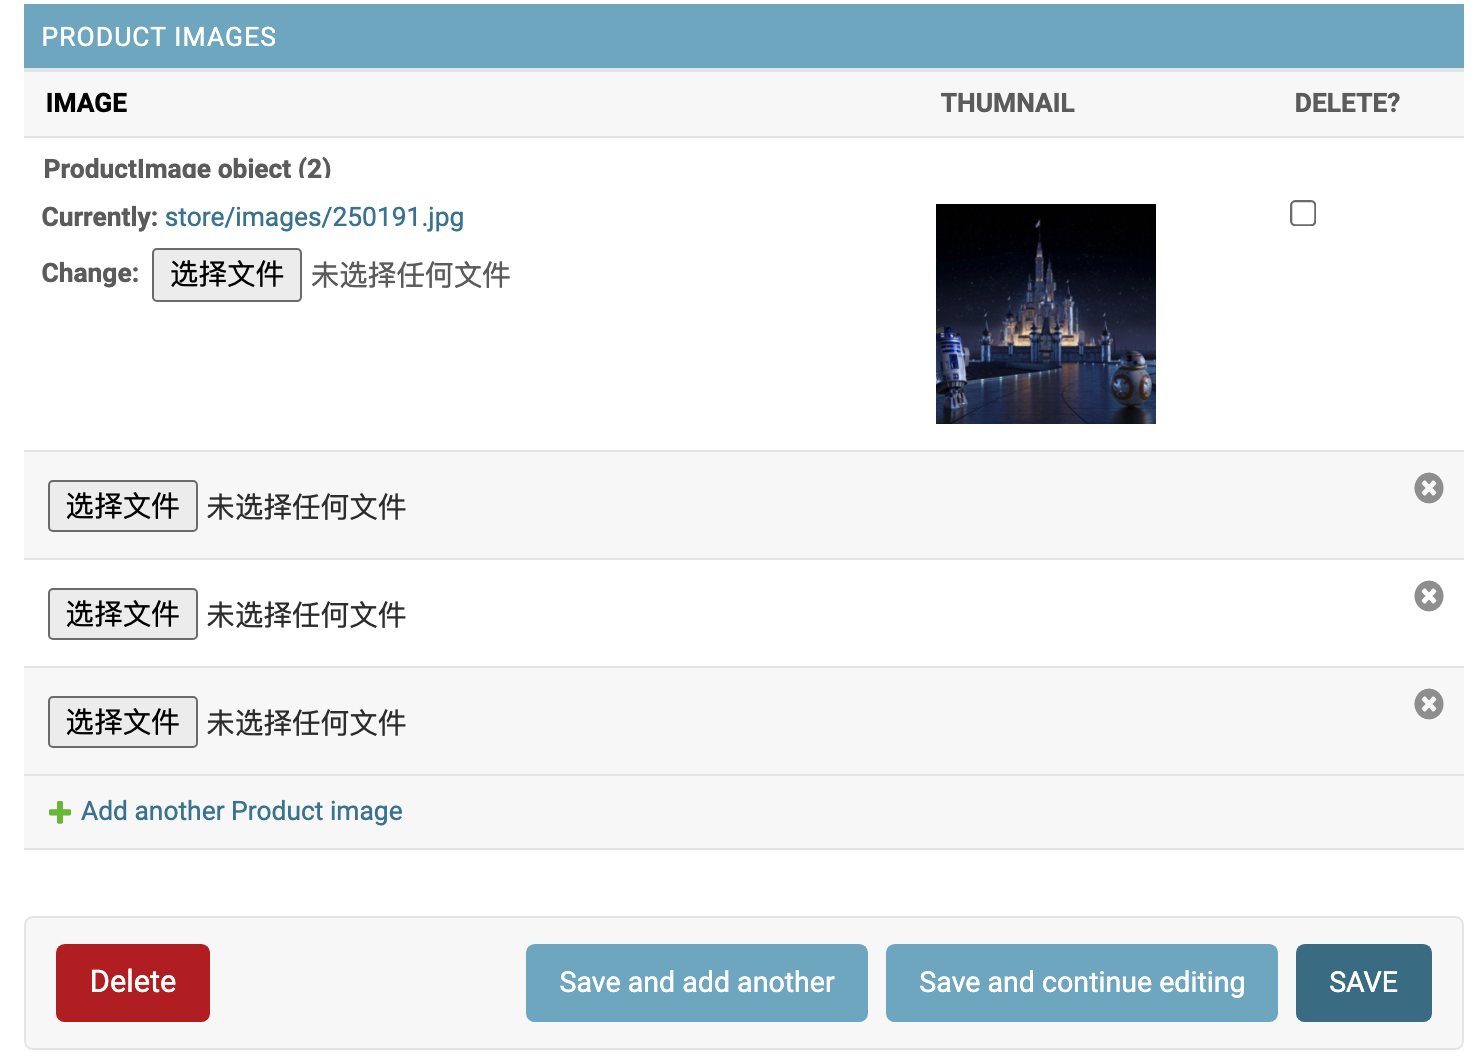 PRODUCT IMAGES
IMAGE THUMNAIL DELETE?
ProductImage object (2)
Currently: store/images/250191.jpg
Change: 选择文件 未选择任何文件
选择文件 未选择任何文件
选择文件 未选择任何文件
选择文件 未选择任何文件
Add another Product image
Delete Save and add another Save and continue editing SAVE